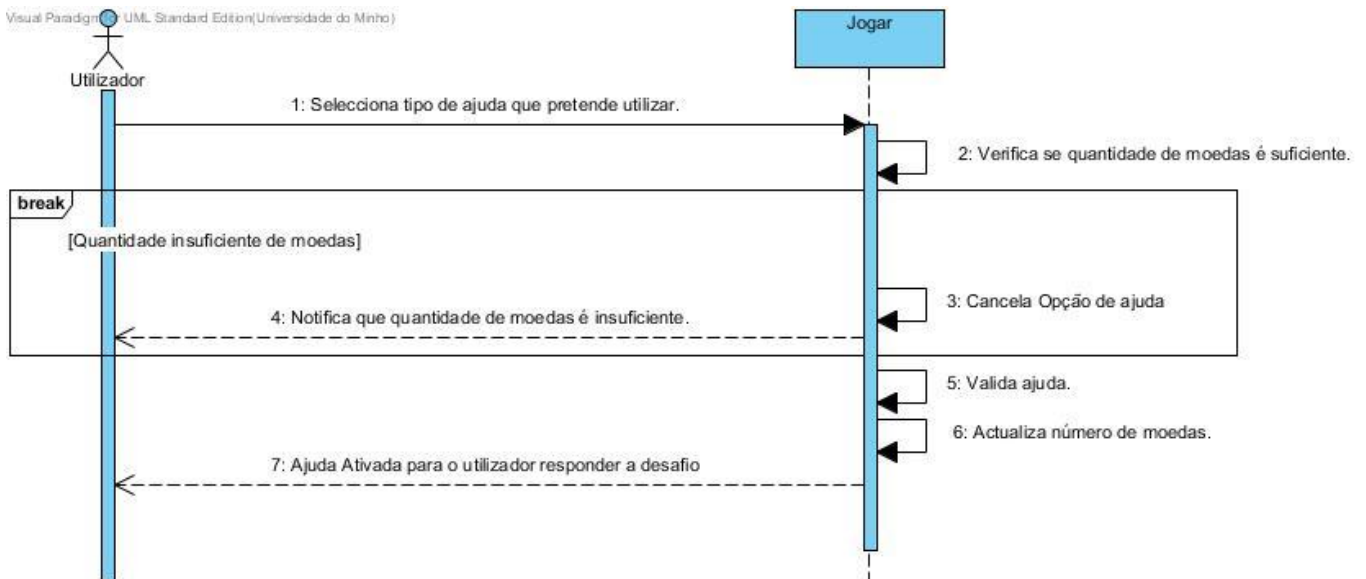 Visual Paradigm for UML Standard Edition(Universidade do Minho)
Jogar
Utilizador
1: Selecciona tipo de ajuda que pretende utilizar.
2: Verifica se quantidade de moedas é suficiente.
break
[Quantidade insuficiente de moedas]
3: Cancela Opção de ajuda
4: Notifica que quantidade de moedas é insuficiente.
5: Valida ajuda.
6: Actualiza número de moedas.
7: Ajuda Ativada para o utilizador responder a desafio